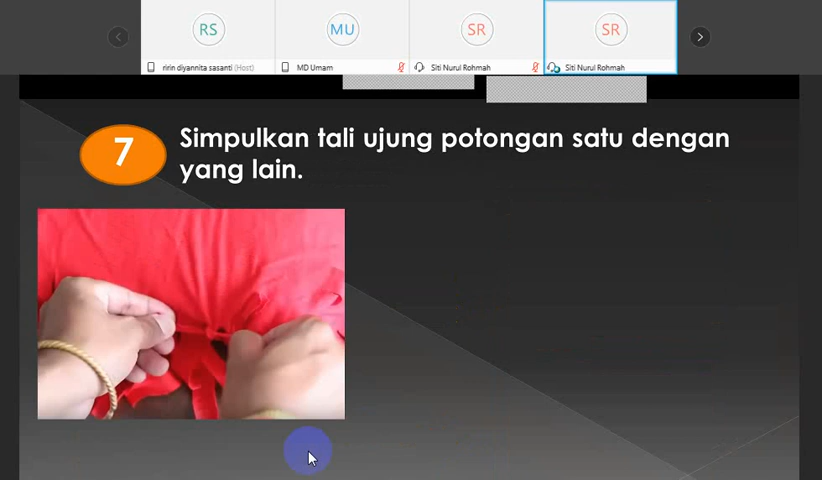 RS
MU
SR
SR
ririn diyannita sasanti (Host)
MD Umam
Siti Nurul Rohmah
Siti Nurul Rohmah
7
Simpulkan tali ujung potongan satu dengan
yang lain.